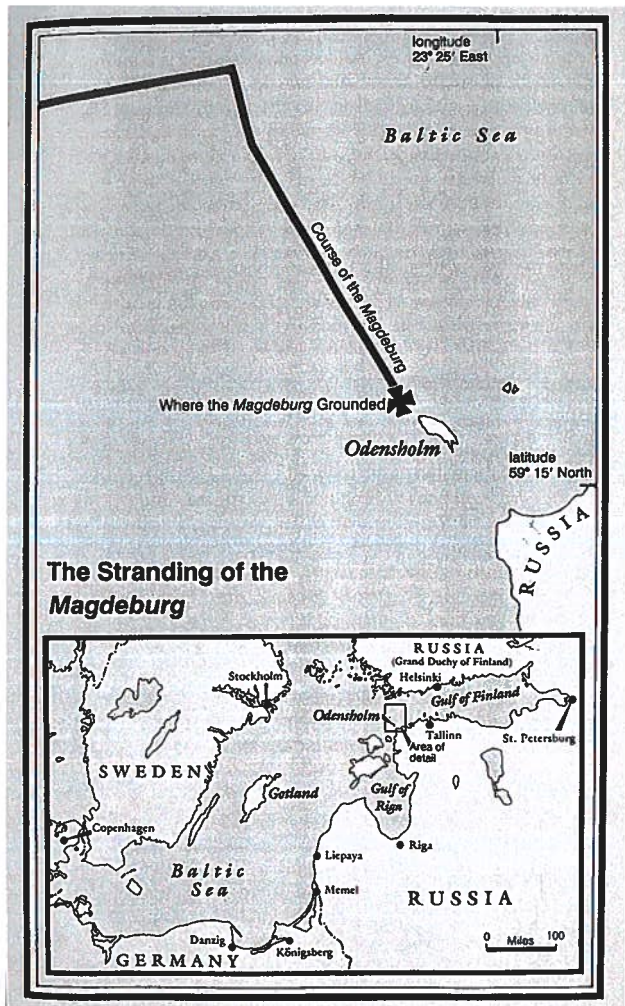 longitude
23° 25' East
Baltic Sea
Course of the Magdeburg
Where the Magdeburg Grounded
Odensholm
latitude
59° 15' North
RUSSIA
The Stranding of the
Magdeburg
RUSSIA
(Grand Duchy of Finland)
Helsinki
Gulf of Finland
Stockholm
Odensholm
Tallinn
St. Petersburg
Area of
detail
SWEDEN
Gotland
Gulf of
Riga
Copenhagen
Riga
Liepaya
Baltic
Sea
Memel
RUSSIA
Danzig
Königsberg
GERMANY
0 Miles 100